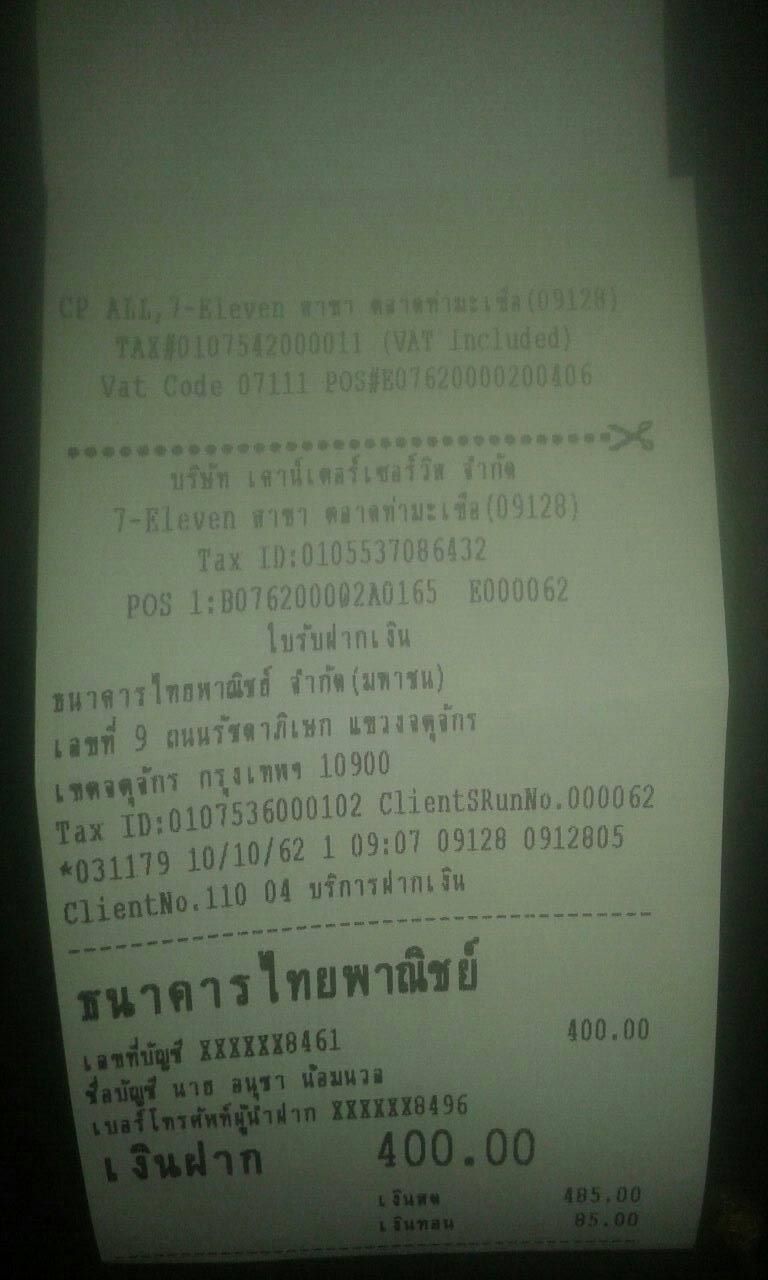 CP ALL,7-Eleven สาขา ตลาดท่ามะเขือ(09128)
TAX#0107542000011 (VAT Included)
Vat Code 07111 POS#E07620000200406
บริษัท เคาน์เตอร์เซอร์วิส จำกัด
7-Eleven สาขา ตลาดท่ามะเขือ(09128)
Tax ID:0105537086432
POS 1:B076200002A0165 E000062
ใบรับฝากเงิน
ธนาคารไทยพาณิชย์ จำกัด(มหาชน)
เลขที่ 9 ถนนรัชดาภิเษก แขวงจตุจักร
เขตจตุจักร กรุงเทพฯ 10900
Tax ID:0107536000102 ClientSRunNo.000062
*031179 10/10/62 1 09:07 09128 0912805
ClientNo.110 04 บริการฝากเงิน
ธนาคารไทยพาณิชย์
เลขที่บัญชี XXXXXX8461 400.00
ชื่อบัญชี นาย อนุชา น้อมนวล
เบอร์โทรศัพท์ผู้นำฝาก XXXXXX8496
เงินฝาก 400.00
เงินสด 485.00
เงินทอน 85.00